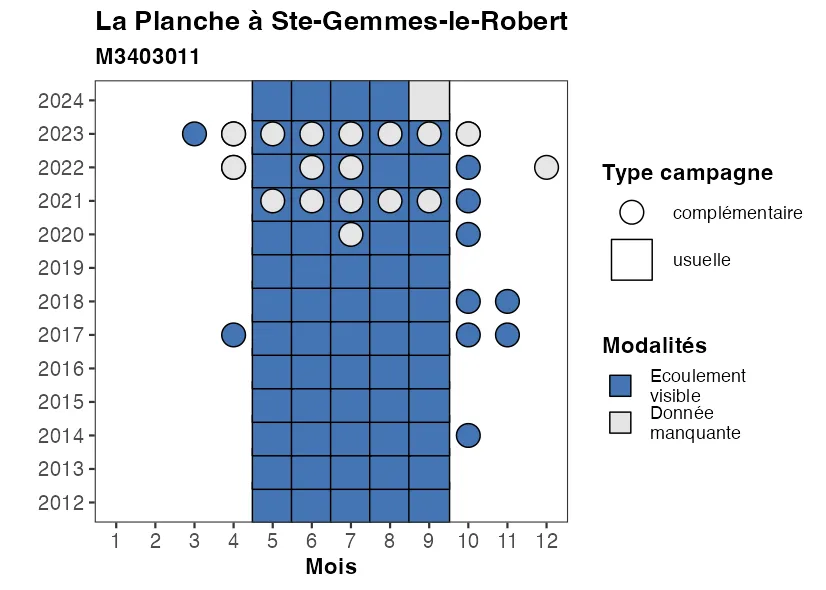 La Planche à Ste-Gemmes-le-Robert
M3403011
2024
2023
2022
2021
2020
2019
2018
2017
2016
2015
2014
2013
2012
1 2 3 4 5 6 7 8 9 10 11 12
Mois
Type campagne
complémentaire
usuelle
Modalités
Ecoulement
visible
Donnée
manquante